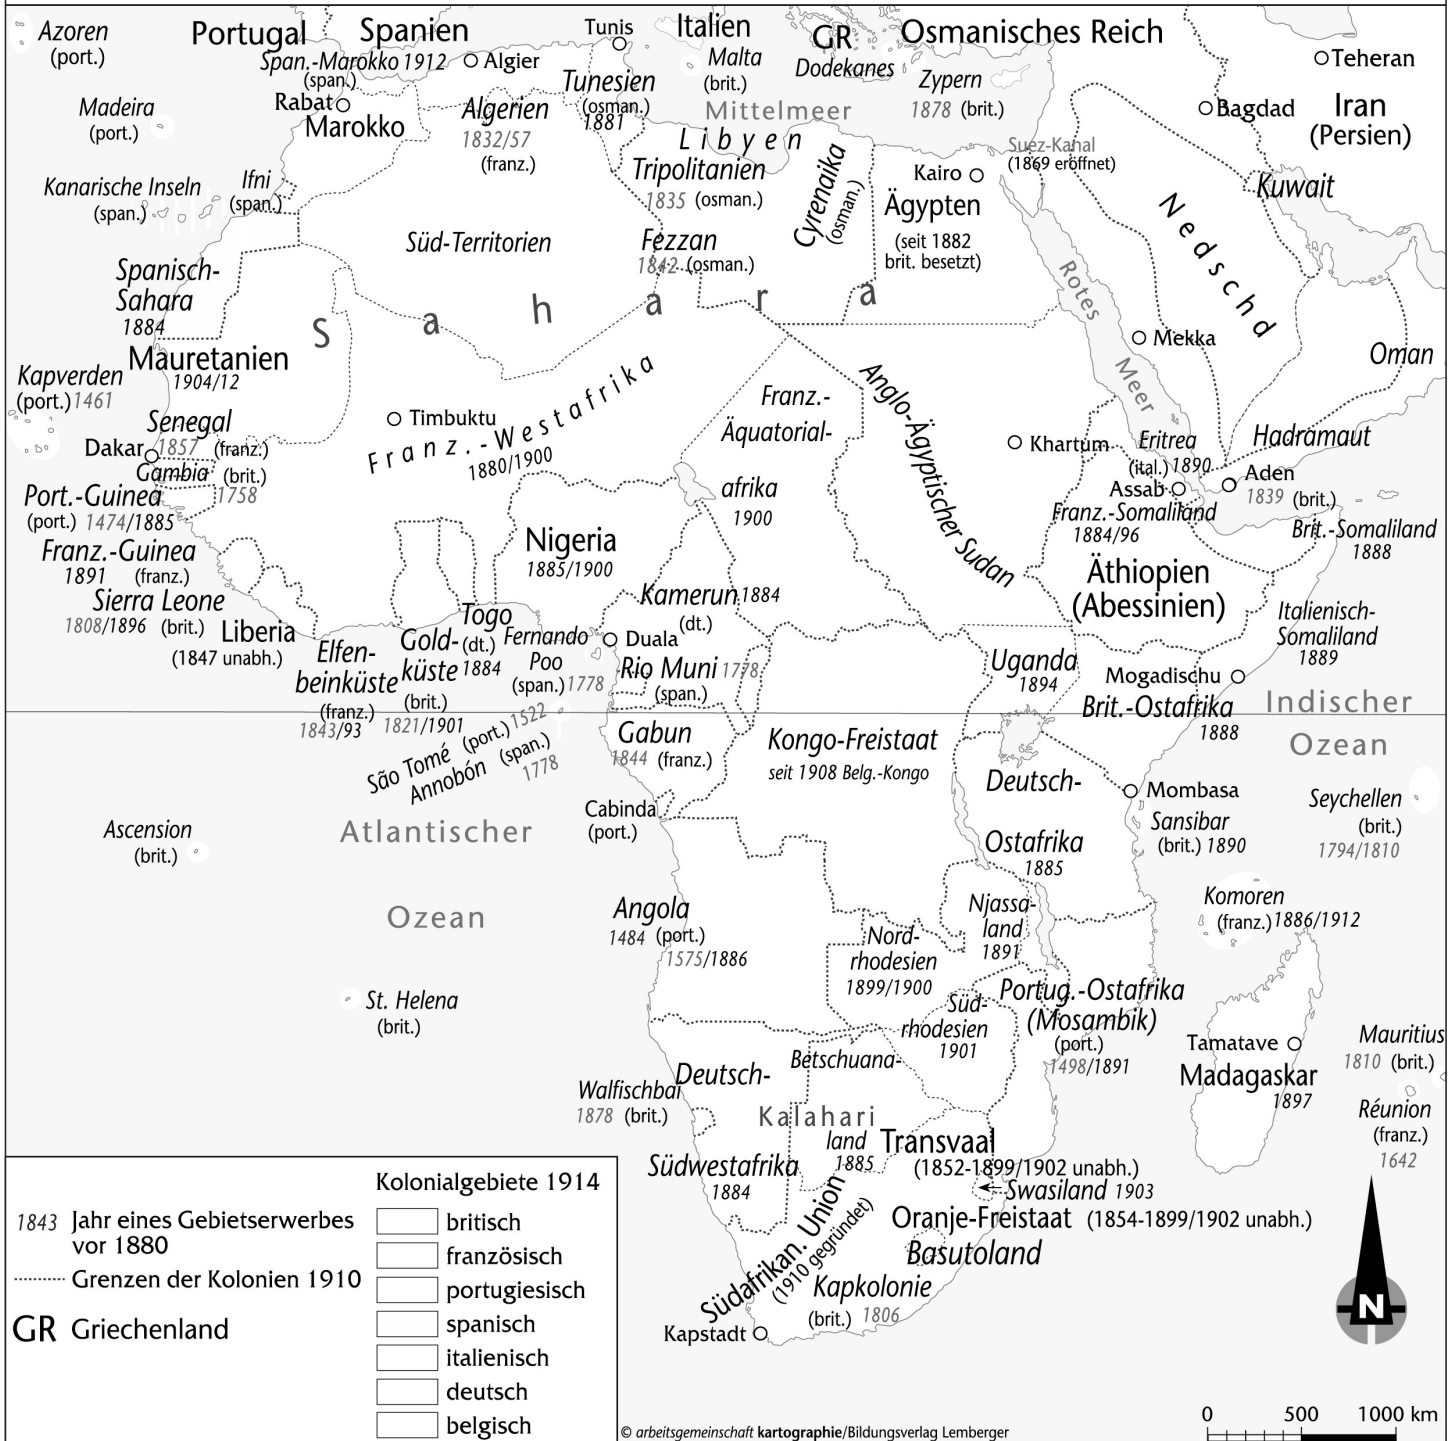 Azoren
(port.)
Portugal
Spanien
Tunis
Italien
GR
Osmanisches Reich
Span.-Marokko 1912
(span.)
Algier
Malta
(brit.)
Dodekanes
Zypern
1878 (brit.)
Teheran
Madeira
(port.)
Rabat
Marokko
Algerien
1832/57
(franz.)
Tunesien
(osman.)
1881
Mittelmeer
Bagdad
Iran
(Persien)
Libyen
Suez-Kanal
(1869 eröffnet)
Kanarische Inseln
(span.)
Ifni
(span.)
Tripolitanien
1835 (osman.)
Cyrenaika
(osman.)
Kairo
Ägypten
(seit 1882
brit. besetzt)
Kuwait
Nedschd
Süd-Territorien
Fezzan
1842 (osman.)
Spanisch-
Sahara
1884
Sahara
Rotes
Meer
Mekka
Oman
Mauretanien
1904/12
Kapverden
(port.) 1461
Franz.-Westafrika
1880/1900
Timbuktu
Franz.-
Äquatorial-
afrika
1900
Anglo-Ägyptischer Sudan
Khartum
Senegal
1857 (franz.)
Dakar
Gambia (brit.)
1758
Eritrea
(ital.) 1890
Assab
Hadramaut
Aden
1839 (brit.)
Port.-Guinea
(port.) 1474/1885
Franz.-Somaliland
1884/96
Brit.-Somaliland
1888
Franz.-Guinea
1891 (franz.)
Nigeria
1885/1900
Äthiopien
(Abessinien)
Sierra Leone
1808/1896 (brit.)
Kamerun 1884
(dt.)
Italienisch-
Somaliland
1889
Liberia
(1847 unabh.)
Elfen-
beinküste
(franz.)
1843/93
Gold-
küste
(brit.)
1821/1901
Togo
(dt.)
1884
Fernando
Poo
(span.) 1778
Duala
Rio Muni 1778
(span.)
Uganda
1894
Mogadischu
Brit.-Ostafrika
1888
Indischer
Ozean
São Tomé (port.) 1522
Annobón (span.)
1778
Gabun
1844 (franz.)
Kongo-Freistaat
seit 1908 Belg.-Kongo
Deutsch-
Ostafrika
1885
Mombasa
Sansibar
(brit.) 1890
Seychellen
(brit.)
1794/1810
Cabinda
(port.)
Ascension
(brit.)
Atlantischer
Ozean
Angola
1484 (port.)
1575/1886
Nord-
rhodesien
1899/1900
Njassa-
land
1891
Komoren
(franz.) 1886/1912
St. Helena
(brit.)
Süd-
rhodesien
1901
Portug.-Ostafrika
(Mosambik)
(port.)
1498/1891
Tamatave
Madagaskar
1897
Mauritius
1810 (brit.)
Réunion
(franz.)
1642
Walfischbai
1878 (brit.)
Deutsch-
Südwestafrika
1884
Betschuana-
land
1885
Kalahari
Transvaal
(1852-1899/1902 unabh.)
Swasiland 1903
Oranje-Freistaat (1854-1899/1902 unabh.)
Basutoland
Südafrikan. Union
(1910 gegründet)
Kapkolonie
(brit.) 1806
Kapstadt
1843 Jahr eines Gebietserwerbes
vor 1880
Grenzen der Kolonien 1910
GR Griechenland
Kolonialgebiete 1914
britisch
französisch
portugiesisch
spanisch
italienisch
deutsch
belgisch
N
0 500 1000 km
© arbeitsgemeinschaft kartographie/Bildungsverlag Lemberger